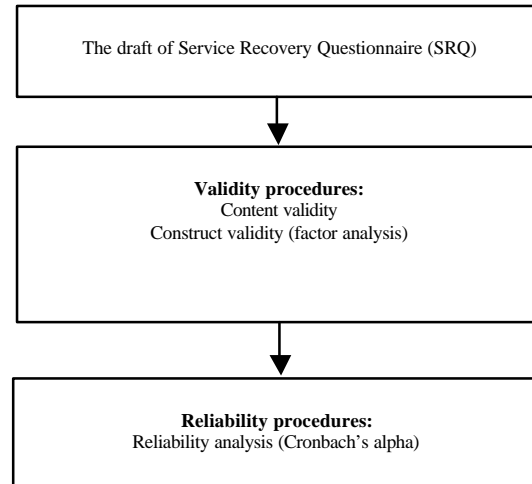 The draft of Service Recovery Questionnaire (SRQ)
Validity procedures:
Content validity
Construct validity (factor analysis)
Reliability procedures:
Reliability analysis (Cronbach’s alpha)